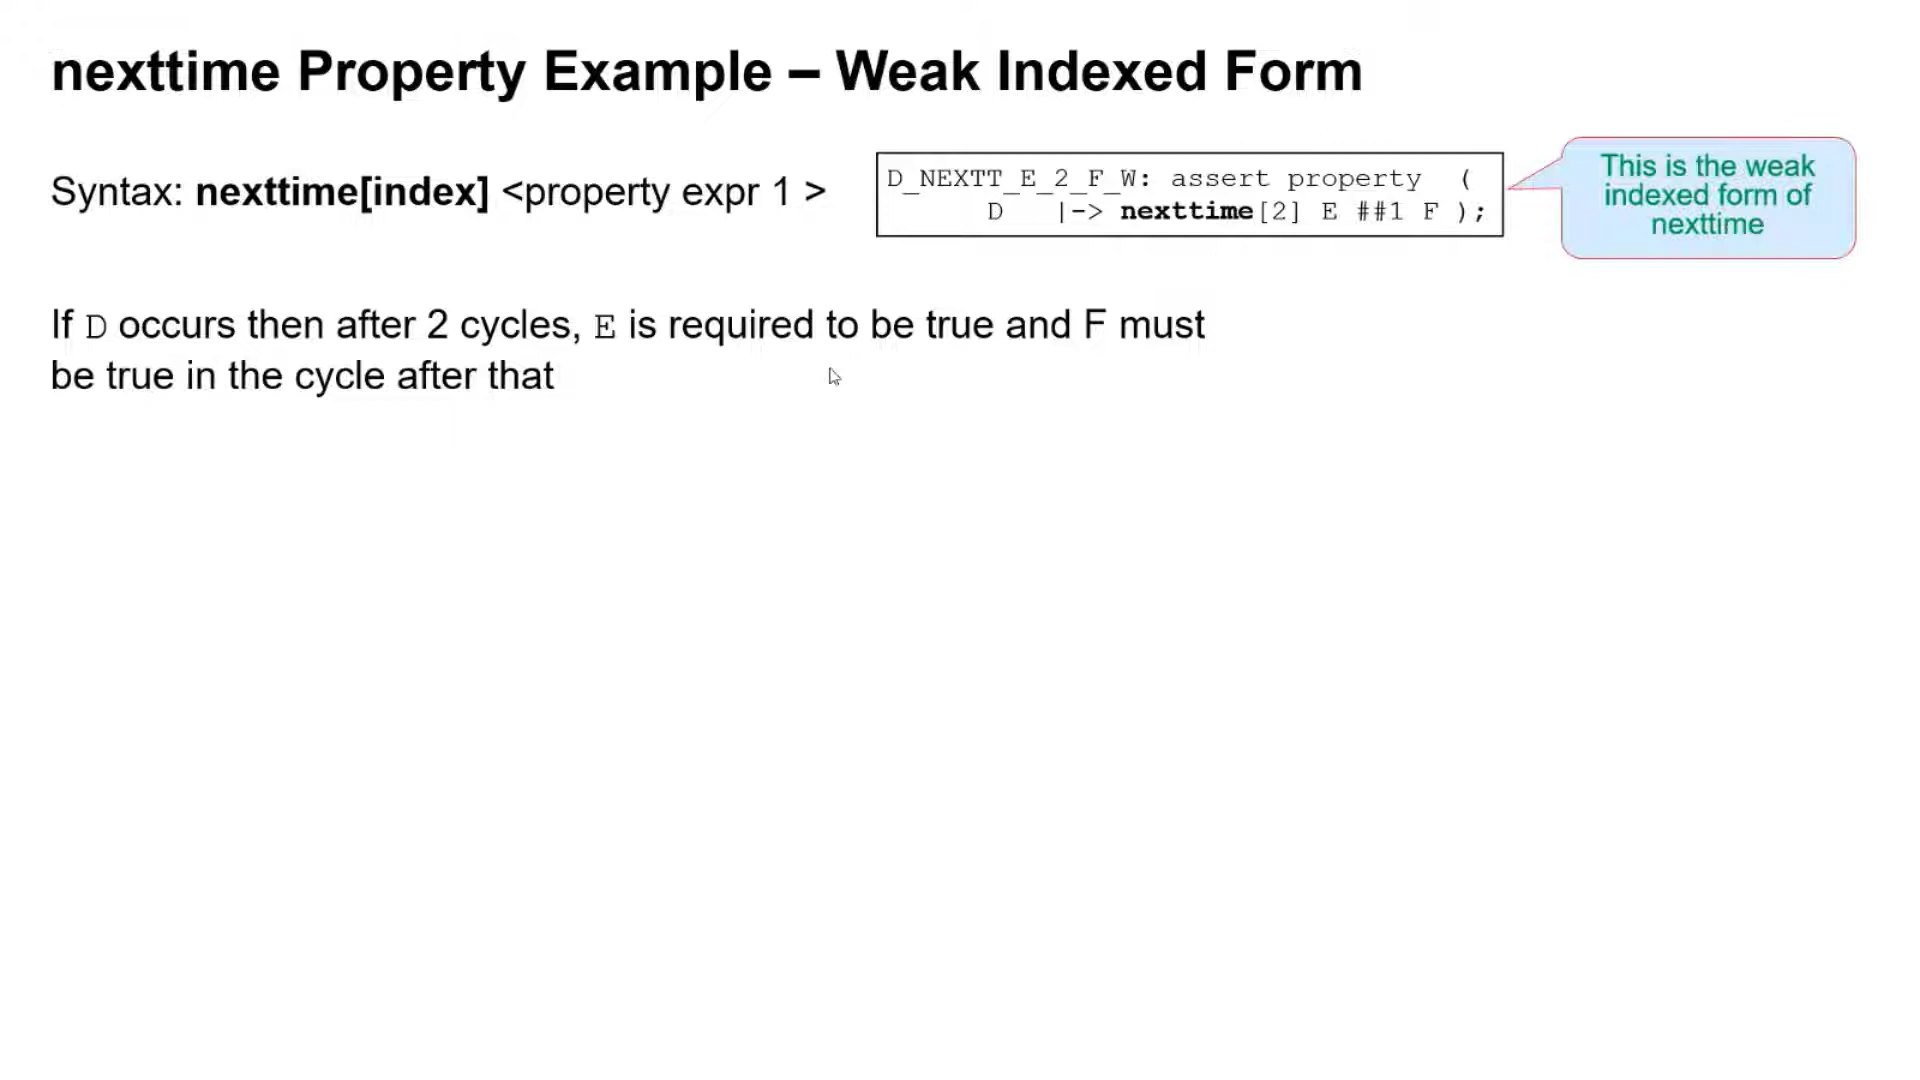 nexttime Property Example – Weak Indexed Form
Syntax: nexttime[index] <property expr 1 >
D_NEXTT_E_2_F_W: assert property (
D |-> nexttime[2] E ##1 F );
This is the weak
indexed form of
nexttime
If D occurs then after 2 cycles, E is required to be true and F must
be true in the cycle after that